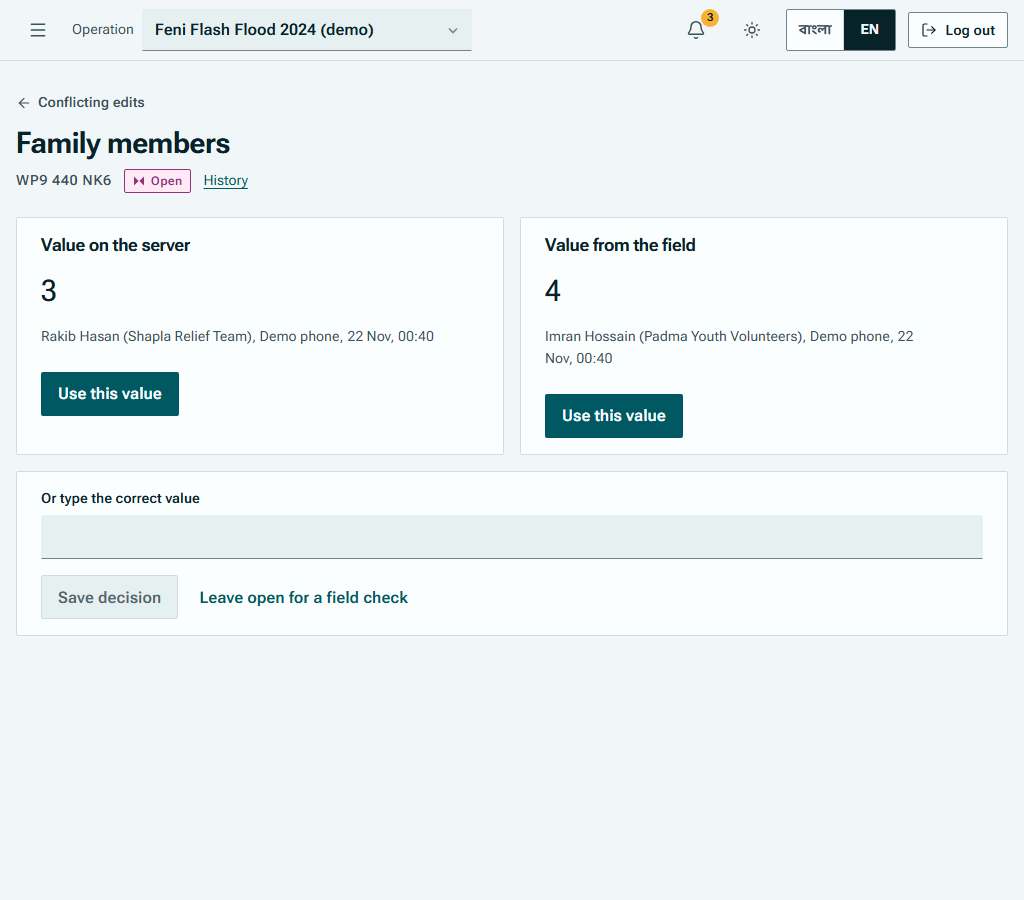 Operation
Feni Flash Flood 2024 (demo)
3
বাংলা
EN
Log out
Conflicting edits
Family members
WP9 440 NK6
Open
History
Value on the server
3
Rakib Hasan (Shapla Relief Team), Demo phone, 22 Nov, 00:40
Use this value
Value from the field
4
Imran Hossain (Padma Youth Volunteers), Demo phone, 22
Nov, 00:40
Use this value
Or type the correct value
Save decision
Leave open for a field check